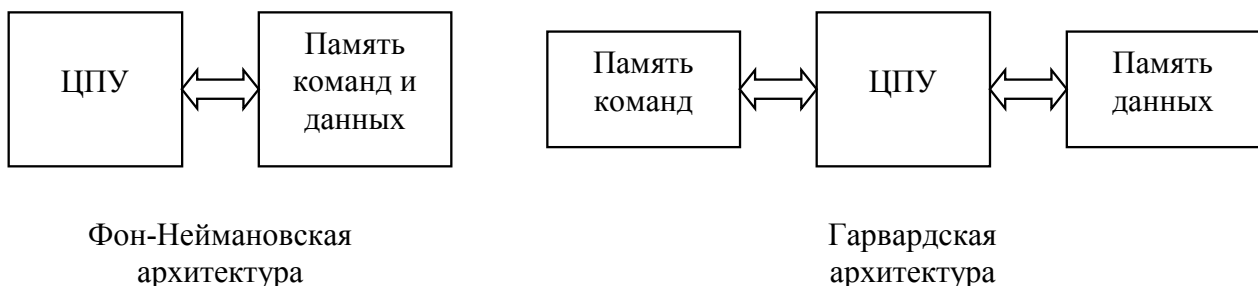 ЦПУ
Память
команд и
данных
Память
команд
ЦПУ
Память
данных
Фон-Неймановская
архитектура
Гарвардская
архитектура